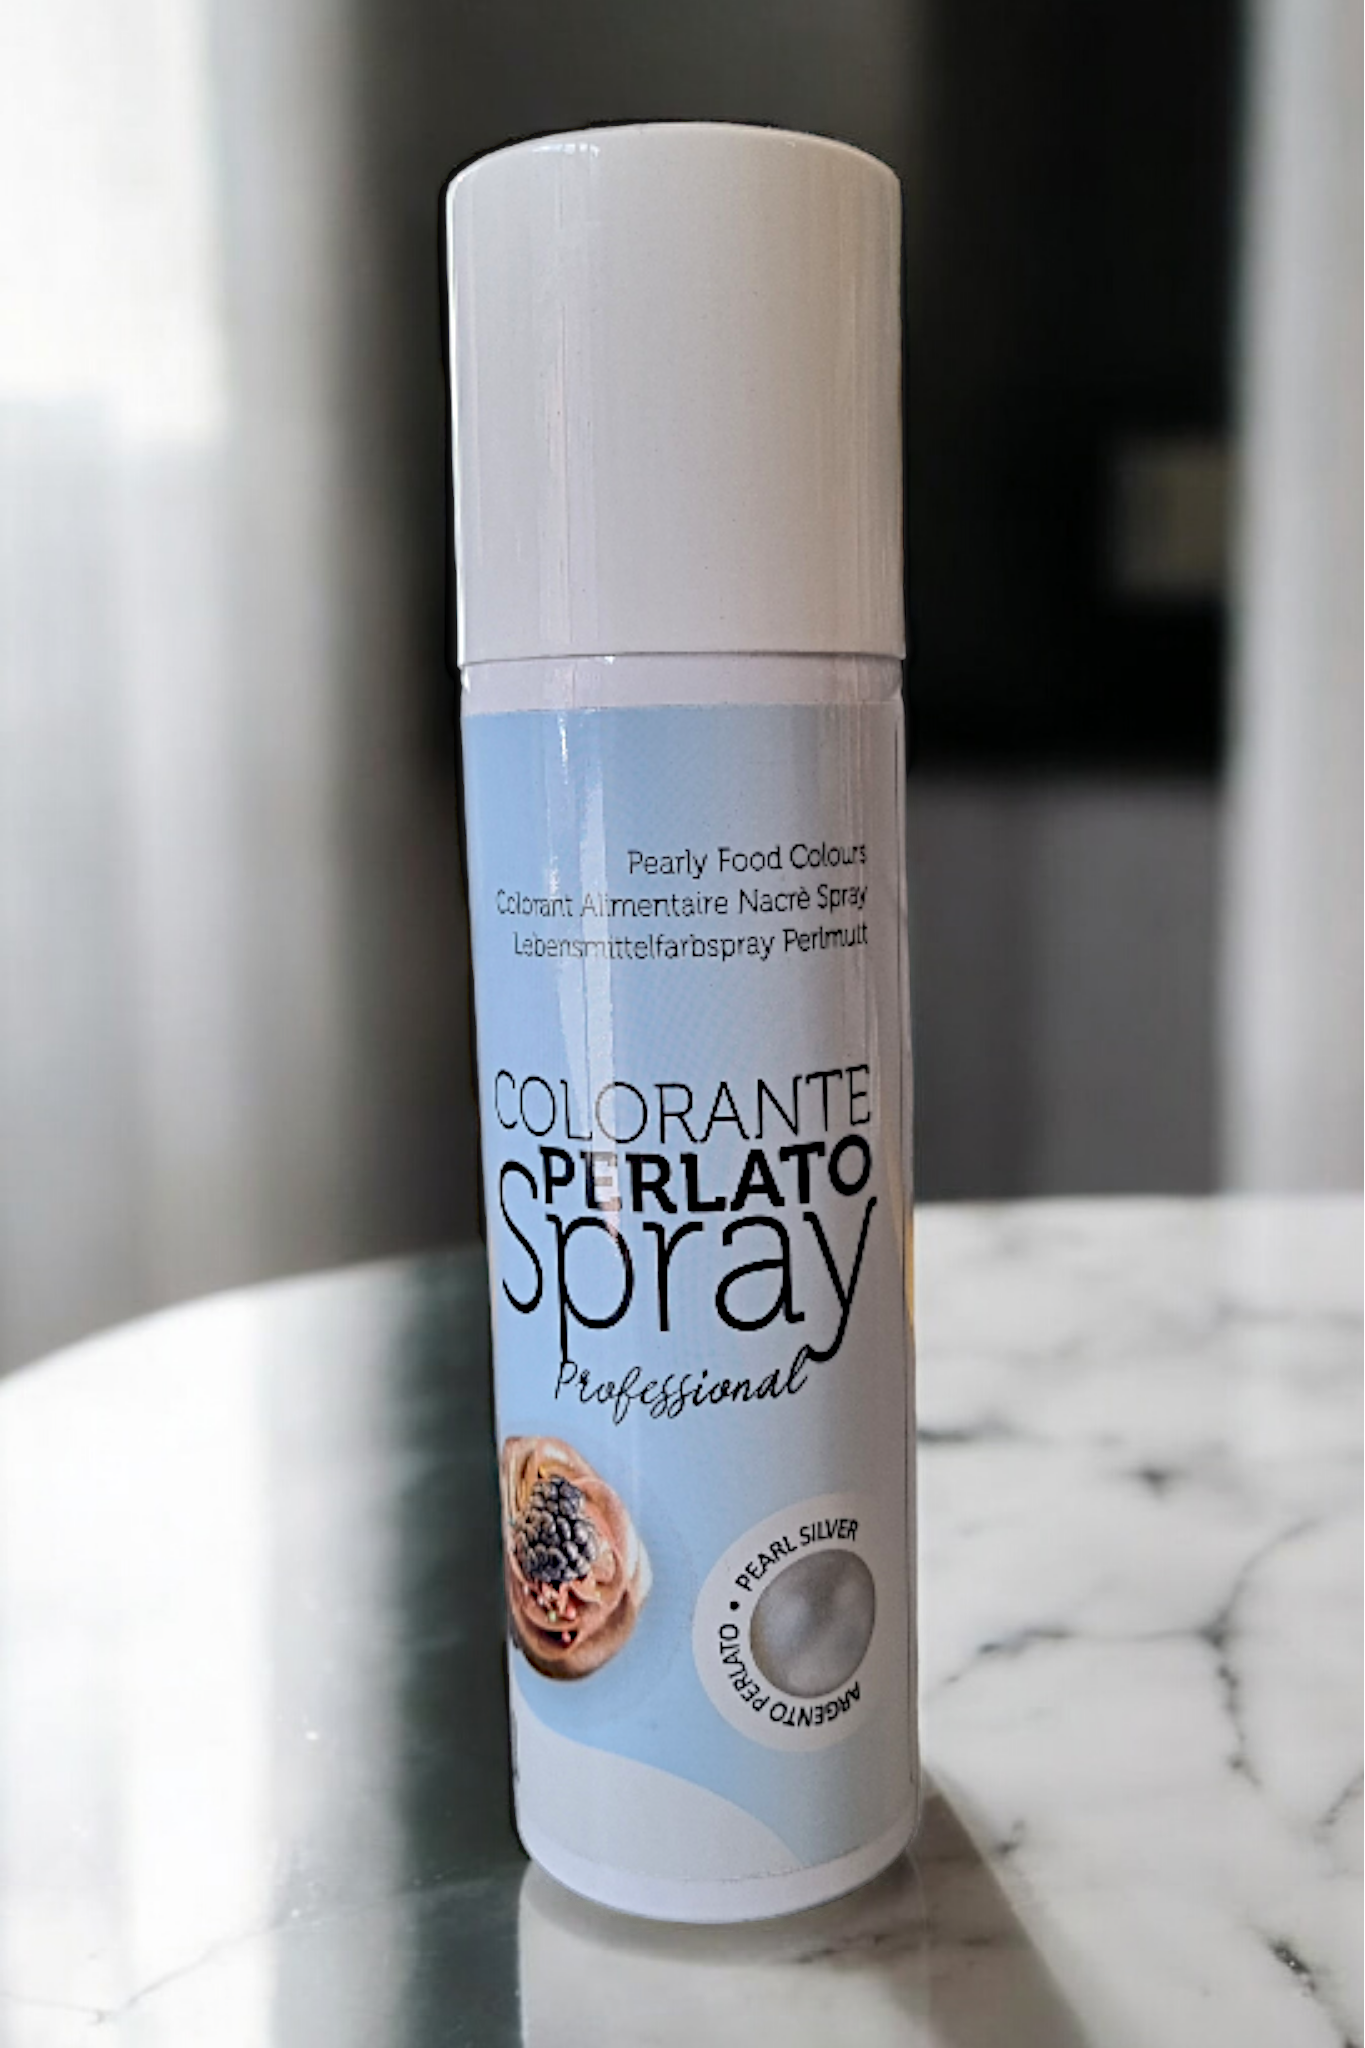 Pearly Food Colours
Colorant Alimentaire Nacrè Spray
Lebensmittelfarbspray Perlmutt
COLORANTE
PERLATO
Spray
Professional
PEARL SILVER
• ARGENTO PERLATO